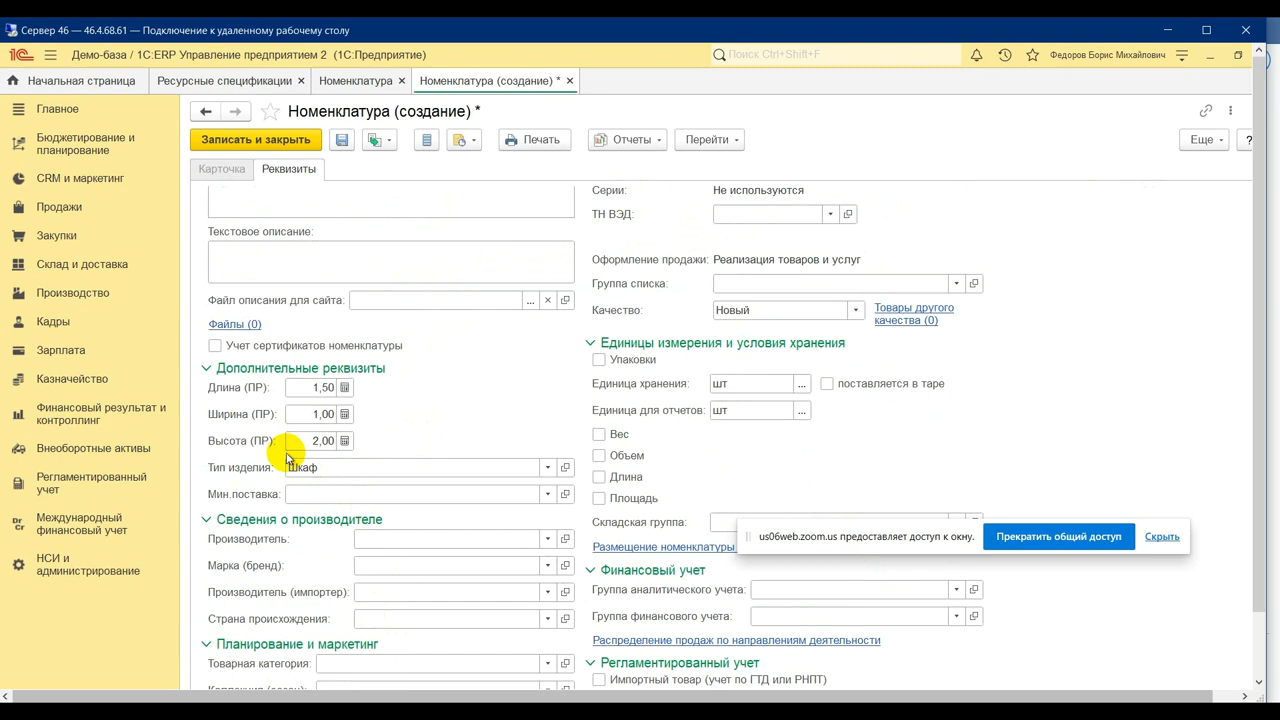 Сервер 46 — 46.4.68.61 — Подключение к удаленному рабочему столу
Демо-база / 1C:ERP Управление предприятием 2 (1С:Предприятие)
Поиск Ctrl+Shift+F
Федоров Борис Михайлович
Начальная страница
Ресурсные спецификации
Номенклатура
Номенклатура (создание) *
Главное
Бюджетирование и
планирование
CRM и маркетинг
Продажи
Закупки
Склад и доставка
Производство
Кадры
Зарплата
Казначейство
Финансовый результат и
контроллинг
Внеоборотные активы
Регламентированный
учет
Международный
финансовый учет
НСИ и
администрирование
Номенклатура (создание) *
Записать и закрыть
Печать
Отчеты
Перейти
Еще
?
Карточка
Реквизиты
Текстовое описание:
Файл описания для сайта:
...
Файлы (0)
Учет сертификатов номенклатуры
Дополнительные реквизиты
Длина (ПР): 1,50
Ширина (ПР): 1,00
Высота (ПР): 2,00
Тип изделия: Шкаф
Мин.поставка:
Сведения о производителе
Производитель:
Марка (бренд):
Производитель (импортер):
Страна происхождения:
Планирование и маркетинг
Товарная категория:
Серии: Не используются
ТН ВЭД:
Оформление продажи: Реализация товаров и услуг
Группа списка:
Качество: Новый
Товары другого
качества (0)
Единицы измерения и условия хранения
Упаковки
Единица хранения: шт ... поставляется в таре
Единица для отчетов: шт ...
Вес
Объем
Длина
Площадь
Складская группа:
Размещение номенклатуры
us06web.zoom.us предоставляет доступ к окну.
Прекратить общий доступ
Скрыть
Финансовый учет
Группа аналитического учета:
Группа финансового учета:
Распределение продаж по направлениям деятельности
Регламентированный учет
Импортный товар (учет по ГТД или РНПТ)